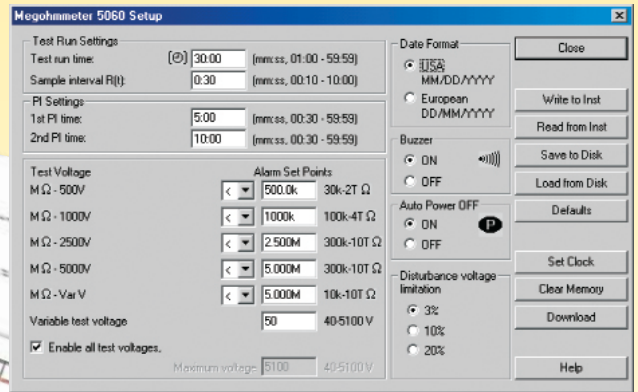 Megohmmeter 5060 Setup
Test Run Settings
Test run time: 30:00 (mm:ss, 01:00 - 59:59)
Sample interval R(t): 0:30 (mm:ss, 00:10 - 10:00)
PI Settings
1st PI time: 5:00 (mm:ss, 00:30 - 59:59)
2nd PI time: 10:00 (mm:ss, 00:30 - 59:59)
Test Voltage Alarm Set Points
MΩ - 500V < 500.0k 30k-2T Ω
MΩ - 1000V < 1000k 100k-4T Ω
MΩ - 2500V < 2.500M 300k-10T Ω
MΩ - 5000V < 5.000M 300k-10T Ω
MΩ - Var V < 5.000M 10k-10T Ω
Variable test voltage 50 40-5100 V
Enable all test voltages.
Maximum voltage 5100 40-5100 V
Date Format
USA
MM/DD/YYYY
European
DD/MM/YYYY
Buzzer
ON
OFF
Auto Power OFF
ON P
OFF
Disturbance voltage
limitation
3%
10%
20%
Close
Write to Inst
Read from Inst
Save to Disk
Load from Disk
Defaults
Set Clock
Clear Memory
Download
Help